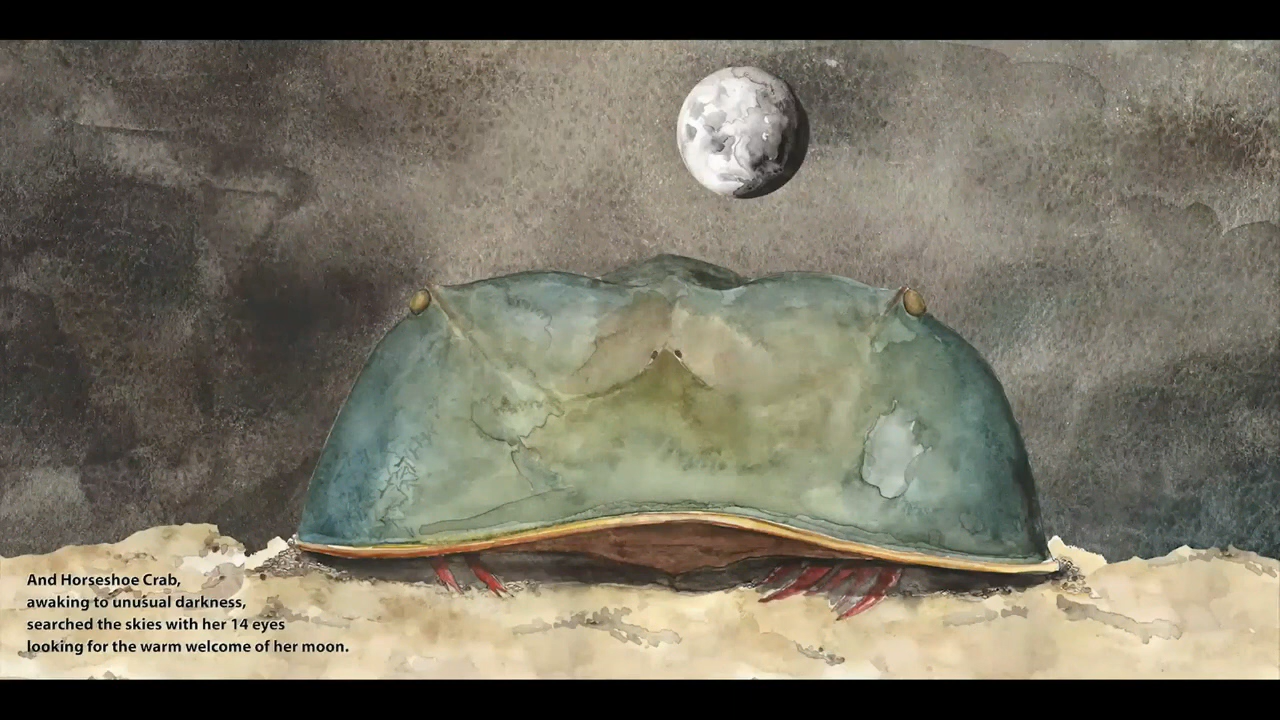 And Horseshoe Crab,
awaking to unusual darkness,
searched the skies with her 14 eyes
looking for the warm welcome of her moon.